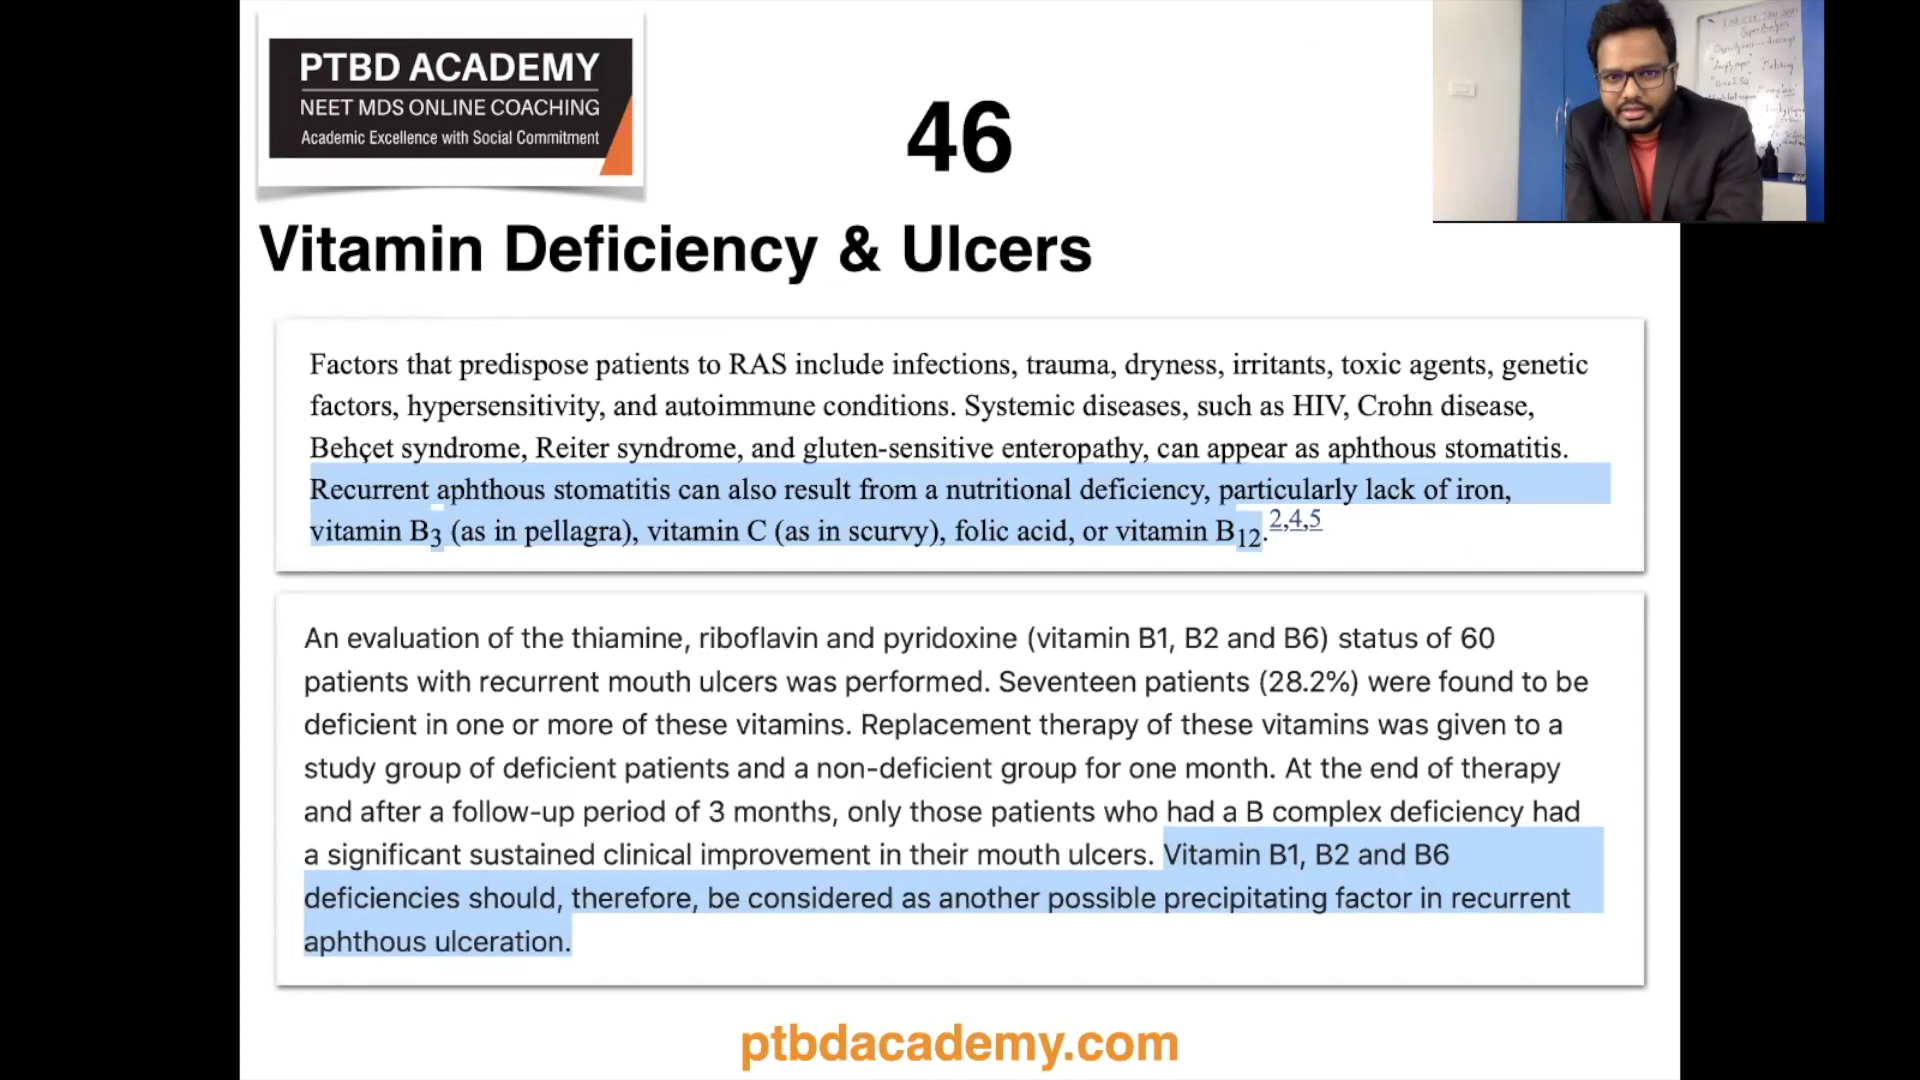 PTBD ACADEMY
NEET MDS ONLINE COACHING
Academic Excellence with Social Commitment
46
Vitamin Deficiency & Ulcers
Factors that predispose patients to RAS include infections, trauma, dryness, irritants, toxic agents, genetic
factors, hypersensitivity, and autoimmune conditions. Systemic diseases, such as HIV, Crohn disease,
Behçet syndrome, Reiter syndrome, and gluten-sensitive enteropathy, can appear as aphthous stomatitis.
Recurrent aphthous stomatitis can also result from a nutritional deficiency, particularly lack of iron,
vitamin B3 (as in pellagra), vitamin C (as in scurvy), folic acid, or vitamin B12.2,4,5
An evaluation of the thiamine, riboflavin and pyridoxine (vitamin B1, B2 and B6) status of 60
patients with recurrent mouth ulcers was performed. Seventeen patients (28.2%) were found to be
deficient in one or more of these vitamins. Replacement therapy of these vitamins was given to a
study group of deficient patients and a non-deficient group for one month. At the end of therapy
and after a follow-up period of 3 months, only those patients who had a B complex deficiency had
a significant sustained clinical improvement in their mouth ulcers. Vitamin B1, B2 and B6
deficiencies should, therefore, be considered as another possible precipitating factor in recurrent
aphthous ulceration.
ptbdacademy.com